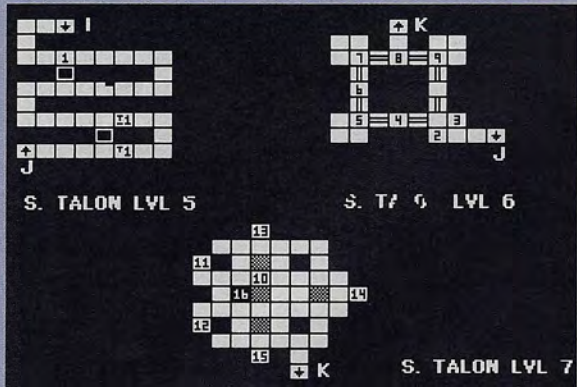 I
K
1
7 8 9
6
T1
5 4 3
2
T1
J
J
S. TALON LVL 5
S. TA LVL 6
13
11
10
16 14
12
15
K
S. TALON LVL 7